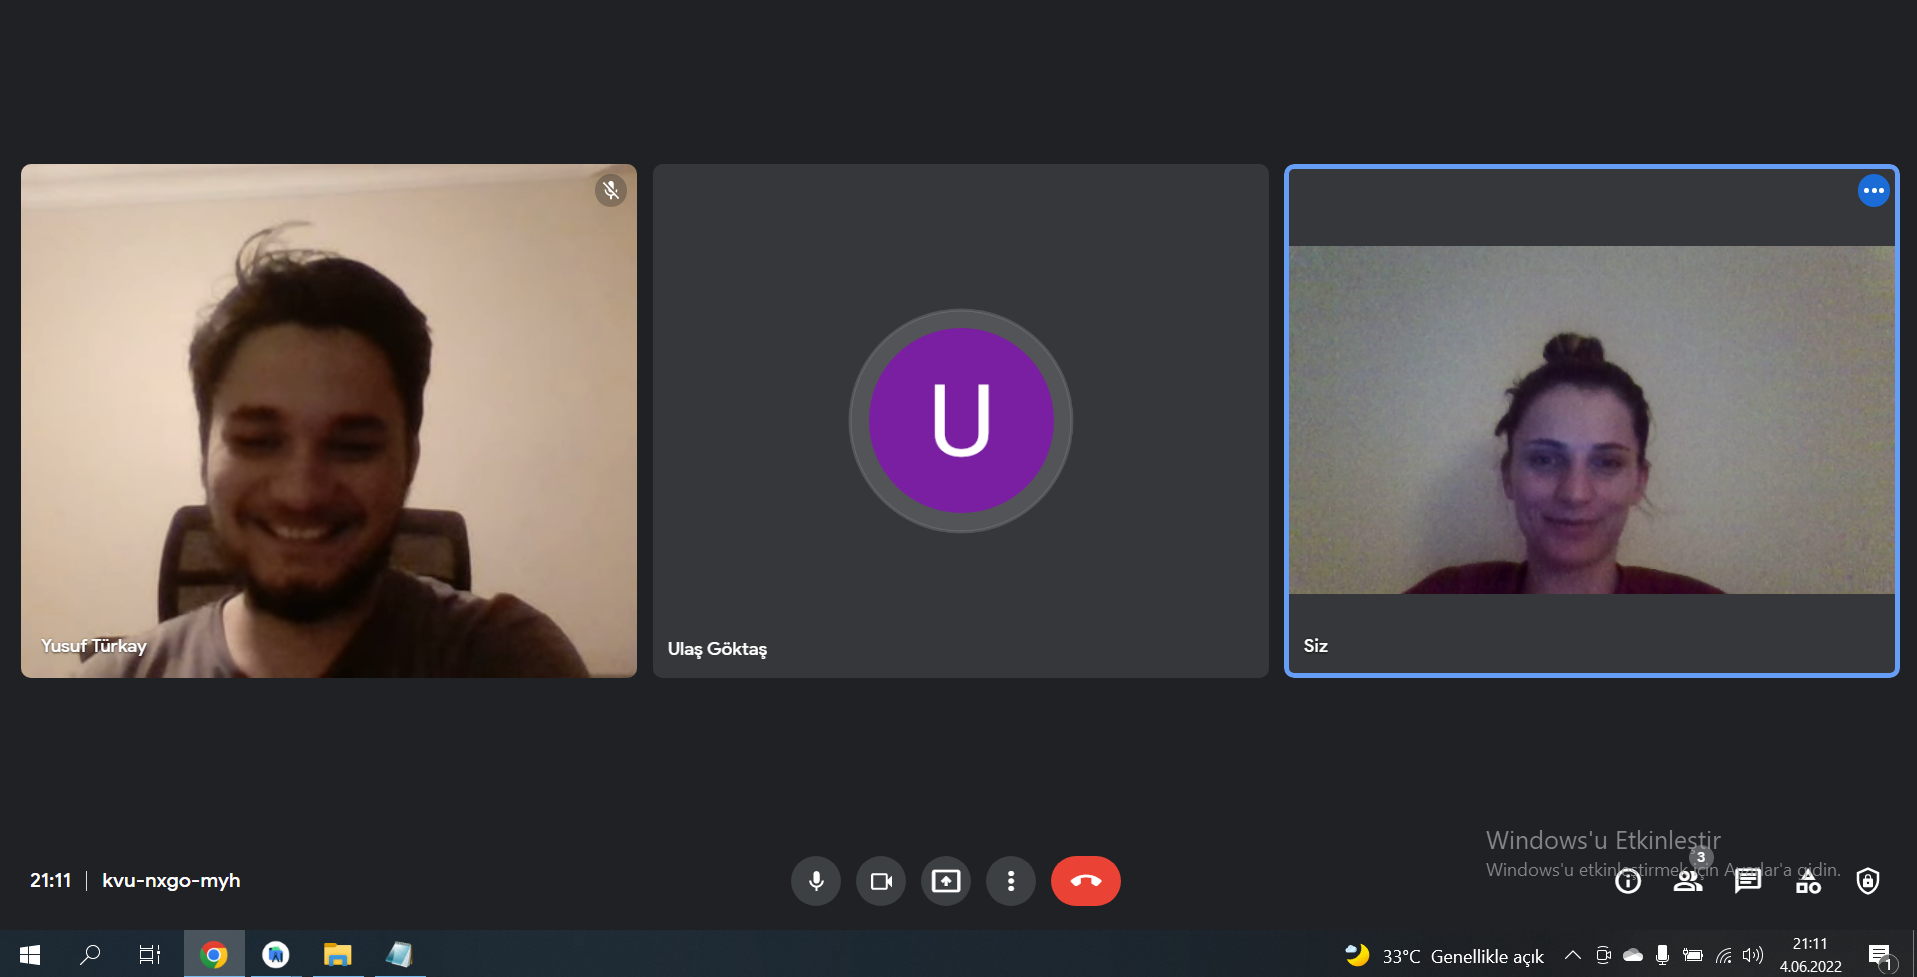 Yusuf Türkay
U
Ulaş Göktaş
Siz
Windows'u Etkinleştir
Windows'u etkinleştirmek için Ayarlar'a gidin.
3
21:11
kvu-nxgo-myh
33°C Genellikle açık
21:11
4.06.2022
1